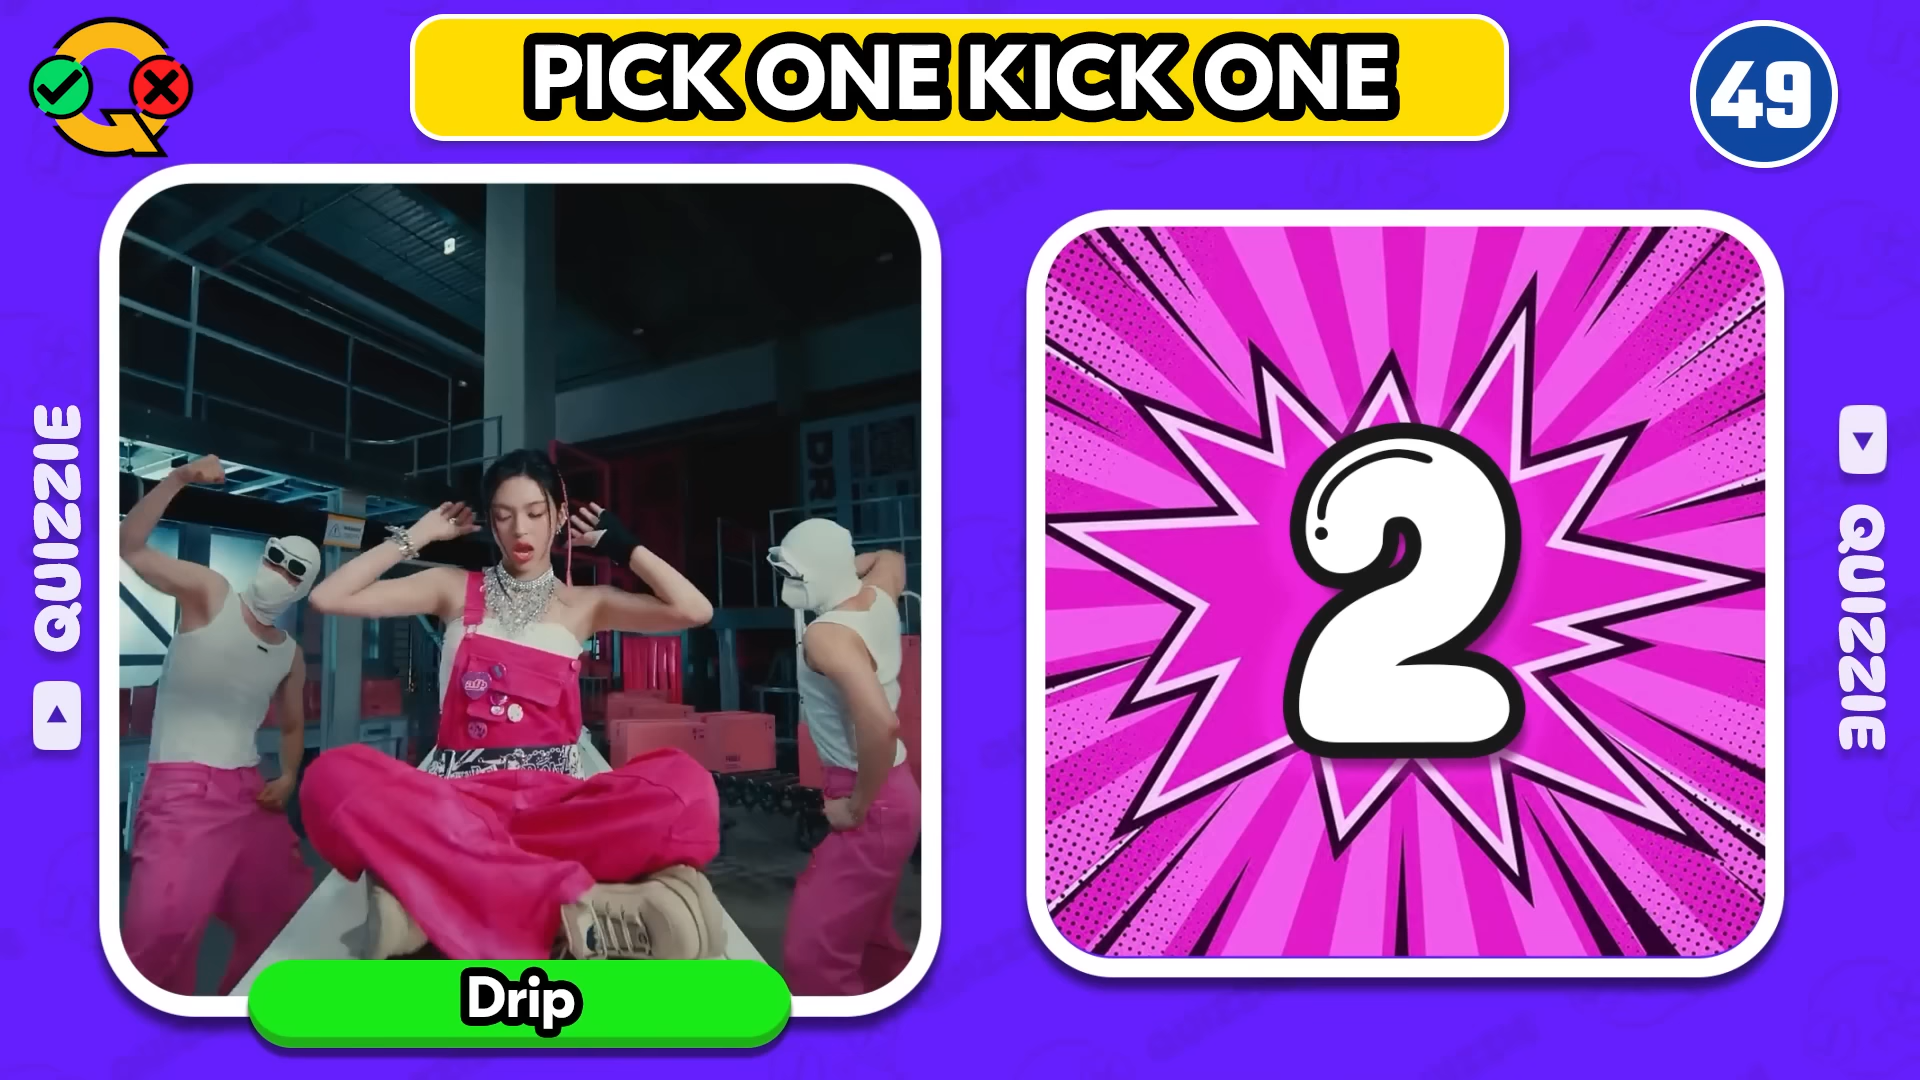 PICK ONE KICK ONE
49
QUIZZIE
2
QUIZZIE
Drip